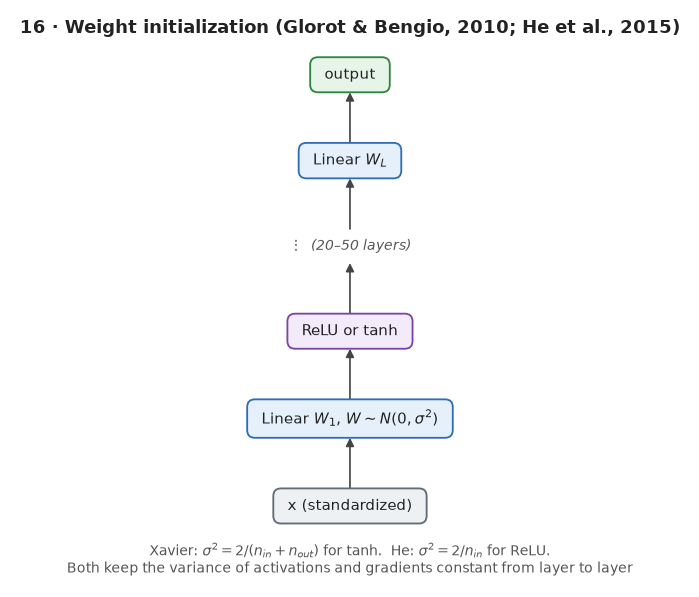 16 · Weight initialization (Glorot & Bengio, 2010; He et al., 2015)
output
Linear W_L
⋮ (20–50 layers)
ReLU or tanh
Linear W₁, W ~ N(0, σ²)
x (standardized)
Xavier: σ² = 2/(n_in + n_out) for tanh. He: σ² = 2/n_in for ReLU.
Both keep the variance of activations and gradients constant from layer to layer